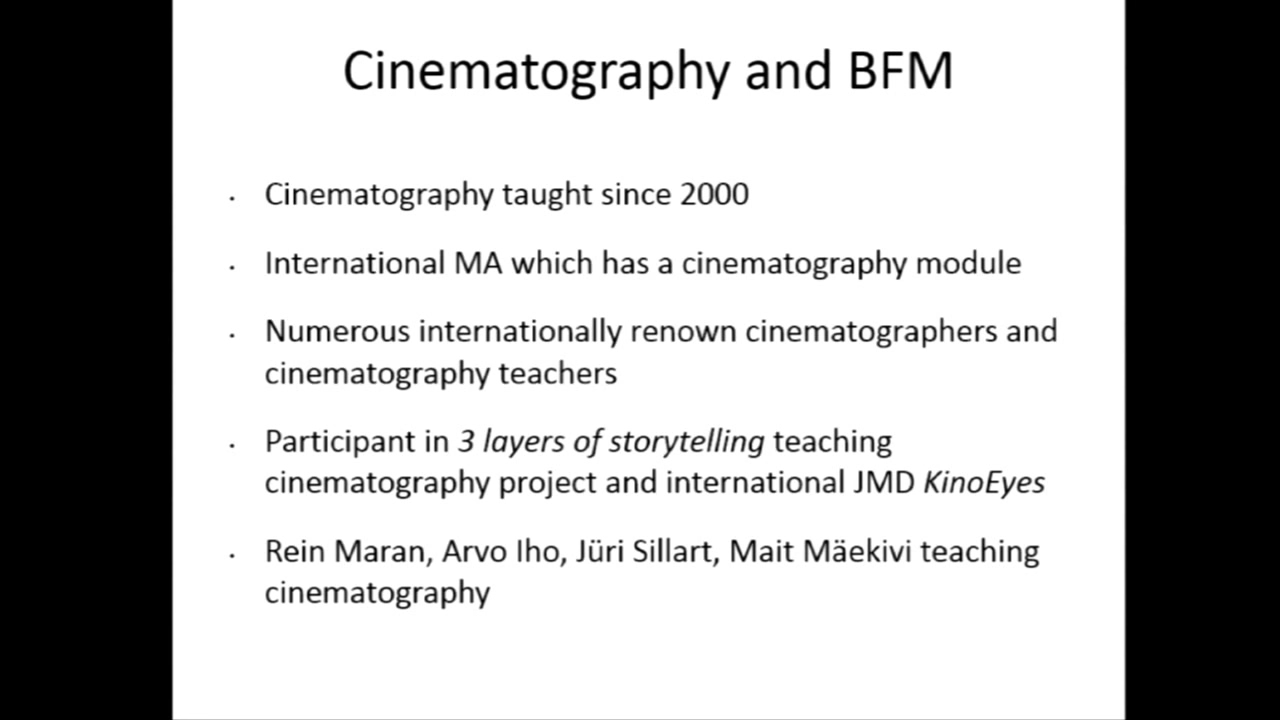 Cinematography and BFM
· Cinematography taught since 2000
· International MA which has a cinematography module
· Numerous internationally renown cinematographers and
cinematography teachers
· Participant in 3 layers of storytelling teaching
cinematography project and international JMD KinoEyes
· Rein Maran, Arvo Iho, Jüri Sillart, Mait Mäekivi teaching
cinematography